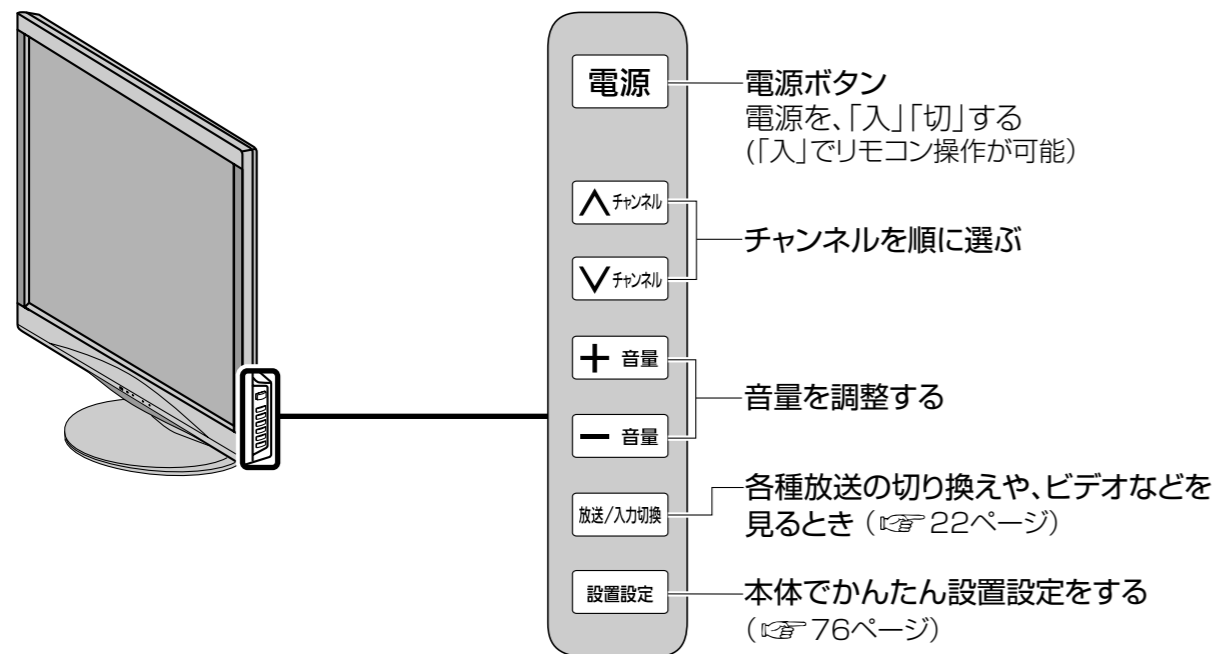 電源
電源ボタン
電源を、「入」「切」する
(「入」でリモコン操作が可能)
∧ チャンネル
∨ チャンネル
チャンネルを順に選ぶ
＋ 音量
− 音量
音量を調整する
放送/入力切換
各種放送の切り換えや、ビデオなどを
見るとき（☞22ページ）
設置設定
本体でかんたん設置設定をする
（☞76ページ）